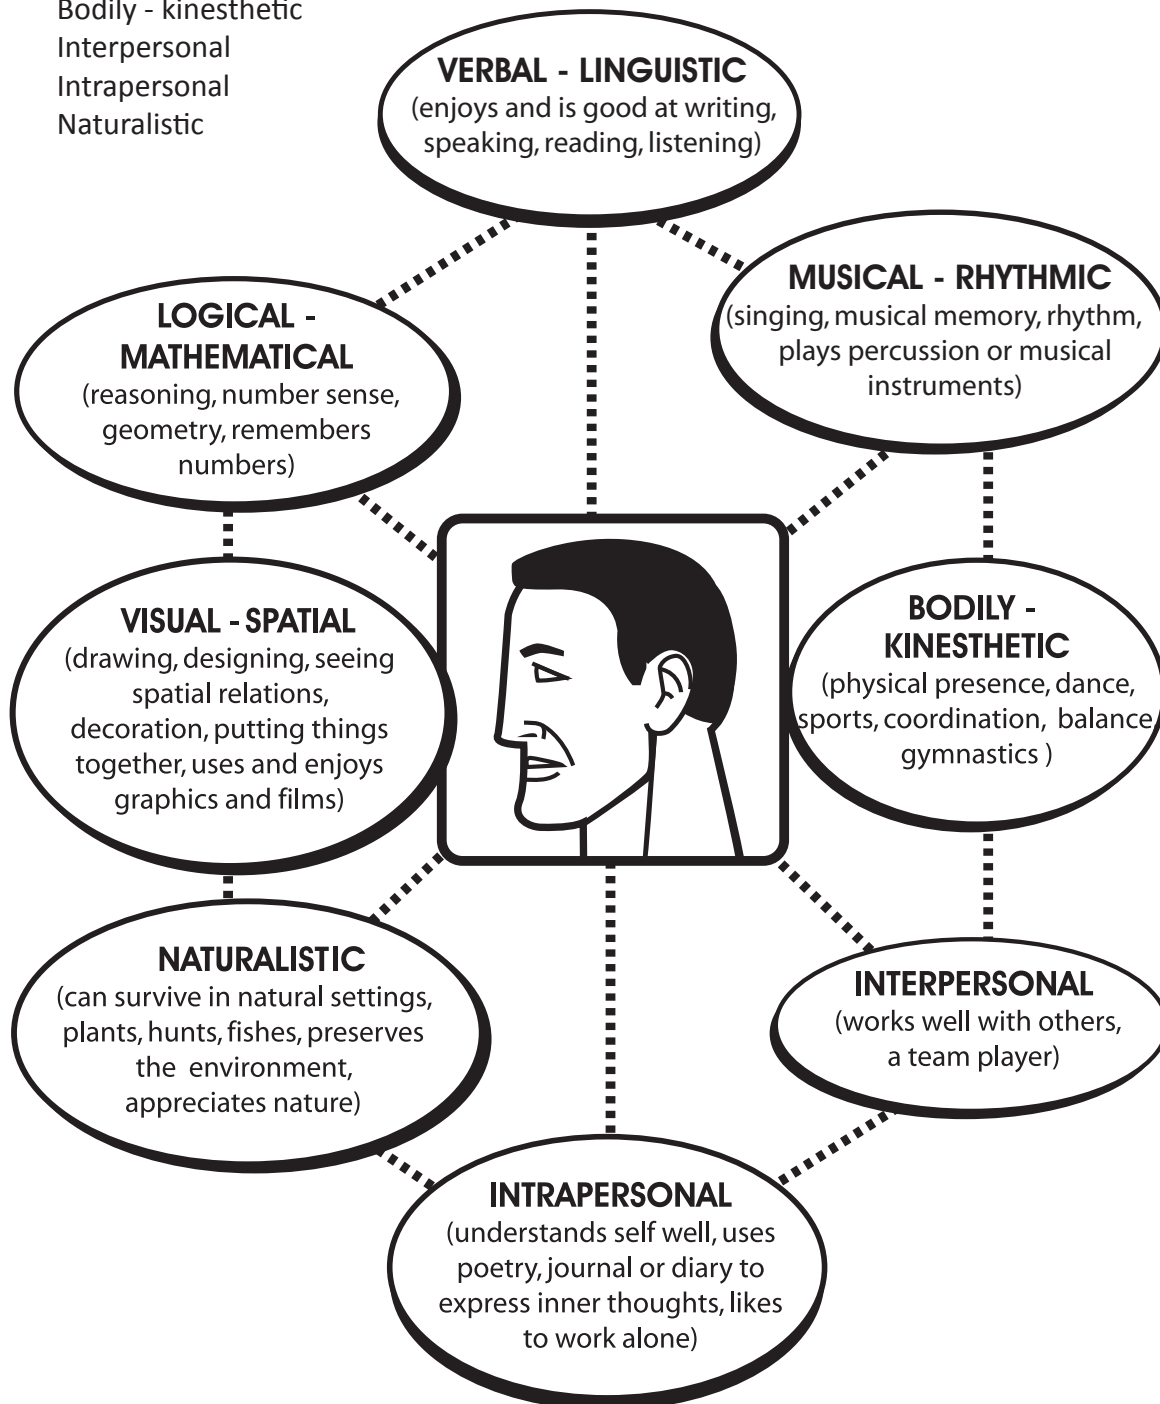 Bodily - kinesthetic
Interpersonal
Intrapersonal
Naturalistic
VERBAL - LINGUISTIC
(enjoys and is good at writing,
speaking, reading, listening)
MUSICAL - RHYTHMIC
(singing, musical memory, rhythm,
plays percussion or musical
instruments)
LOGICAL -
MATHEMATICAL
(reasoning, number sense,
geometry, remembers
numbers)
VISUAL - SPATIAL
(drawing, designing, seeing
spatial relations,
decoration, putting things
together, uses and enjoys
graphics and films)
BODILY -
KINESTHETIC
(physical presence, dance,
sports, coordination, balance
gymnastics )
NATURALISTIC
(can survive in natural settings,
plants, hunts, fishes, preserves
the environment,
appreciates nature)
INTERPERSONAL
(works well with others,
a team player)
INTRAPERSONAL
(understands self well, uses
poetry, journal or diary to
express inner thoughts, likes
to work alone)